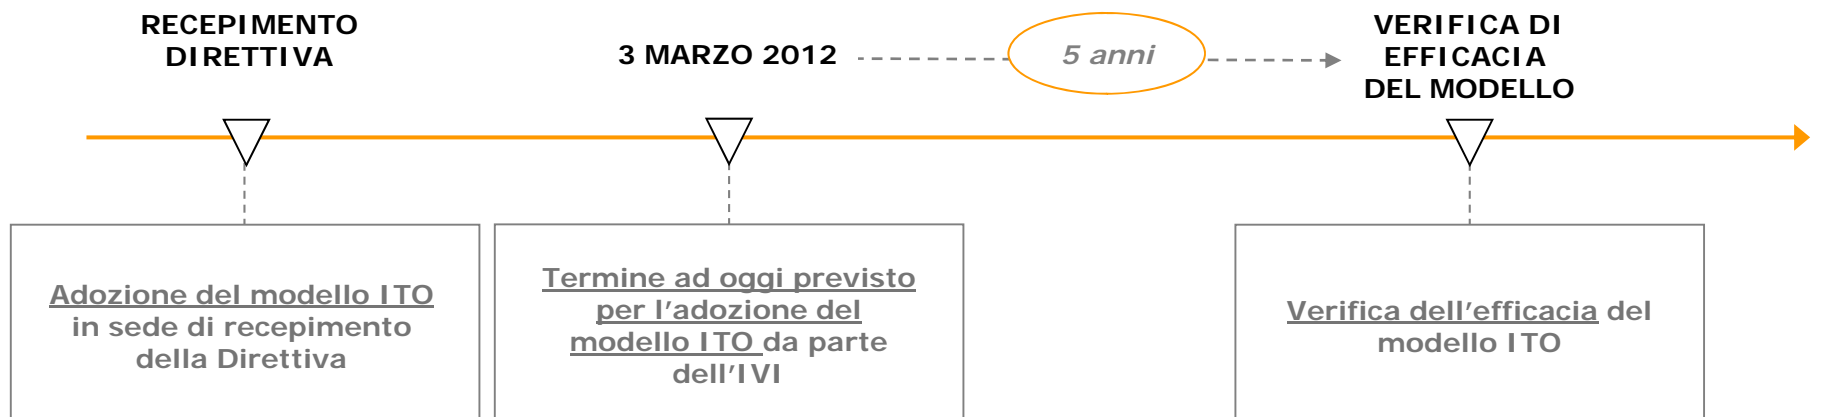 RECEPIMENTO
DIRETTIVA
3 MARZO 2012
5 anni
VERIFICA DI
EFFICACIA
DEL MODELLO
Adozione del modello ITO
in sede di recepimento
della Direttiva
Termine ad oggi previsto
per l'adozione del
modello ITO da parte
dell'IVI
Verifica dell'efficacia del
modello ITO